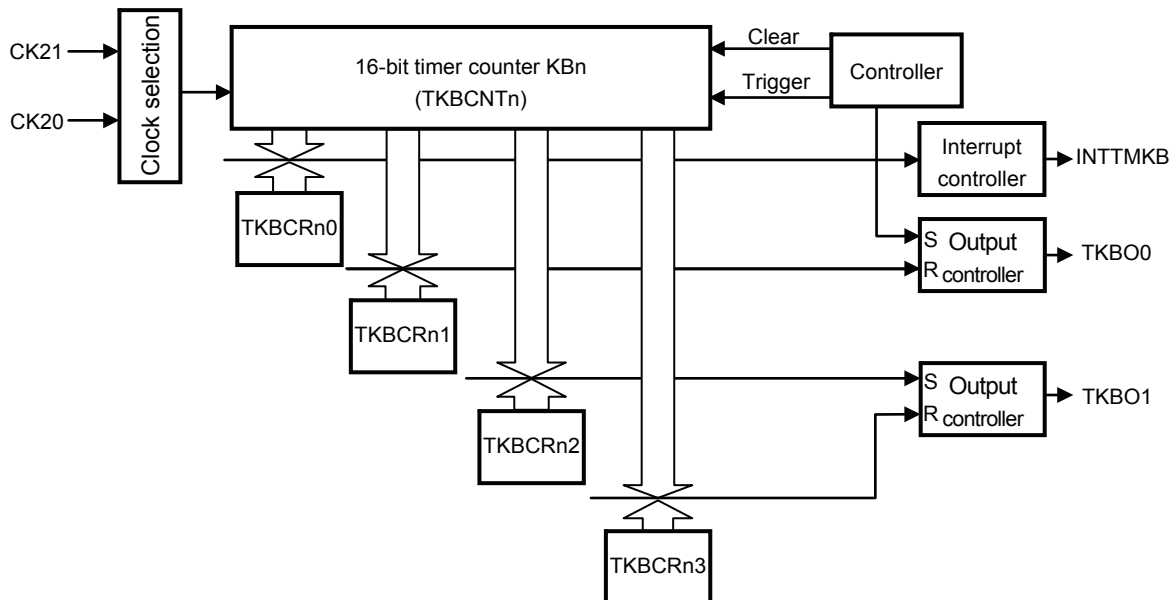 CK21
CK20
Clock selection
16-bit timer counter KBn
(TKBCNTn)
Clear
Trigger
Controller
Interrupt
controller
INTTMKB
TKBCRn0
S
R
Output
controller
TKBO0
TKBCRn1
TKBCRn2
S
R
Output
controller
TKBO1
TKBCRn3